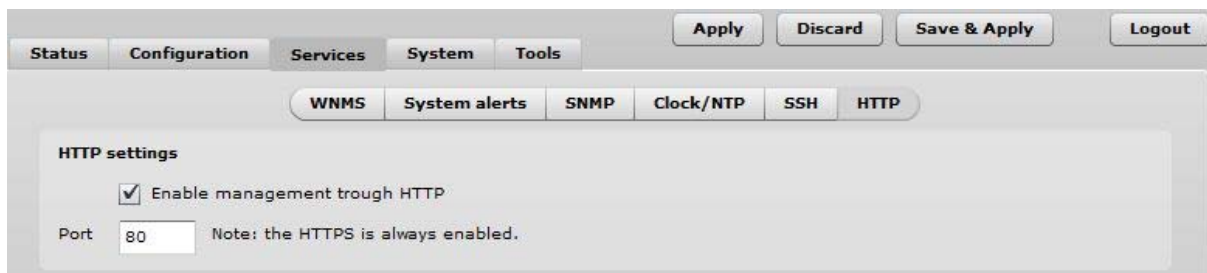 Apply Discard Save & Apply Logout
Status Configuration Services System Tools
WNMS System alerts SNMP Clock/NTP SSH HTTP
HTTP settings
Enable management trough HTTP
Port 80 Note: the HTTPS is always enabled.